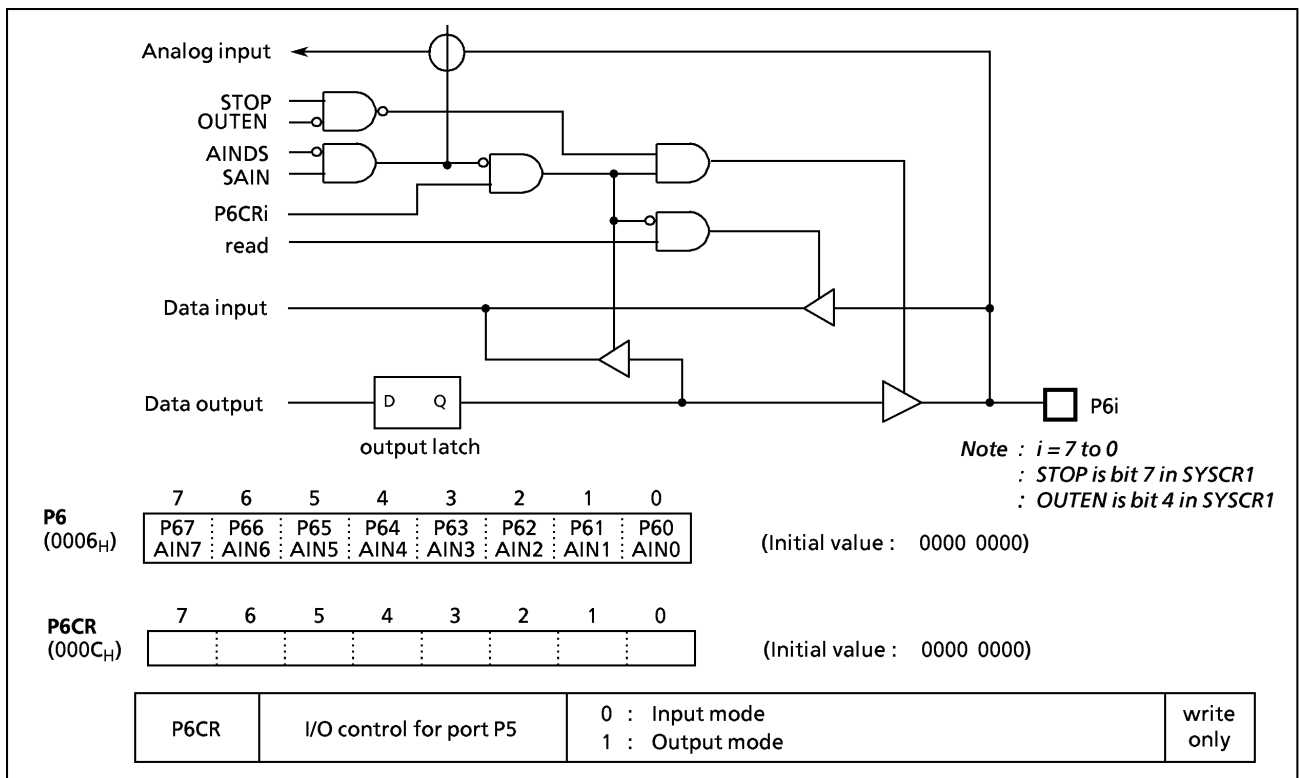 Analog input
STOP
OUTEN
AINDS
SAIN
P6CRi
read
Data input
Data output
D Q
output latch
P6i
Note : i = 7 to 0
: STOP is bit 7 in SYSCR1
: OUTEN is bit 4 in SYSCR1
7 6 5 4 3 2 1 0
P6
(0006H)
P67 P66 P65 P64 P63 P62 P61 P60
AIN7 AIN6 AIN5 AIN4 AIN3 AIN2 AIN1 AIN0
(Initial value : 0000 0000)
7 6 5 4 3 2 1 0
P6CR
(000CH)
(Initial value : 0000 0000)
P6CR
I/O control for port P5
0 : Input mode
1 : Output mode
write
only